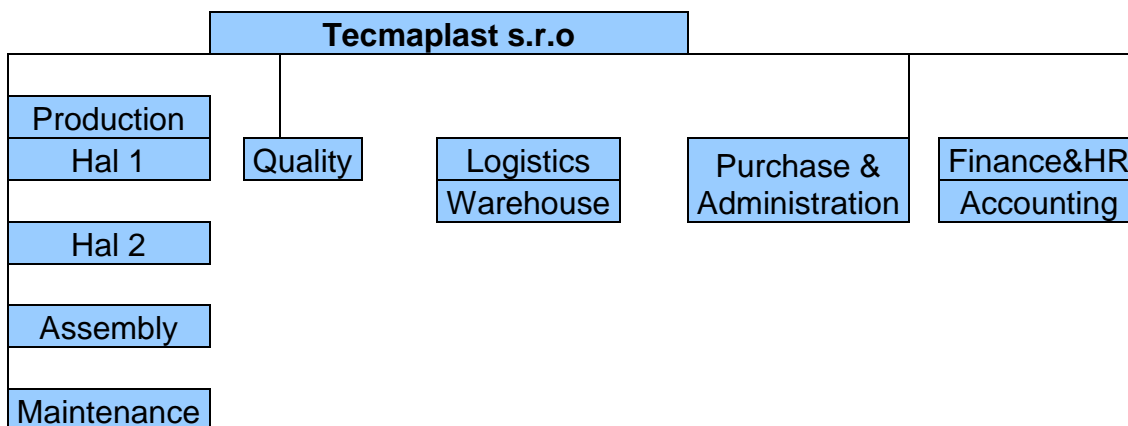 Tecmaplast s.r.o
Production
Hal 1
Quality
Logistics
Warehouse
Purchase &
Administration
Finance&HR
Accounting
Hal 2
Assembly
Maintenance